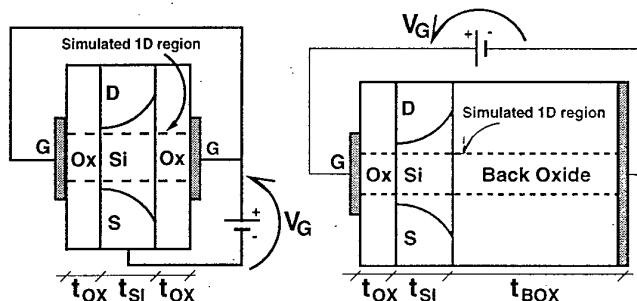 Simulated 1D region
D
G Ox Si Ox G
S
+
-
V_G
t_OX t_SI t_OX
V_G
+ -
D
Simulated 1D region
G Ox Si Back Oxide
S
t_OX t_SI t_BOX